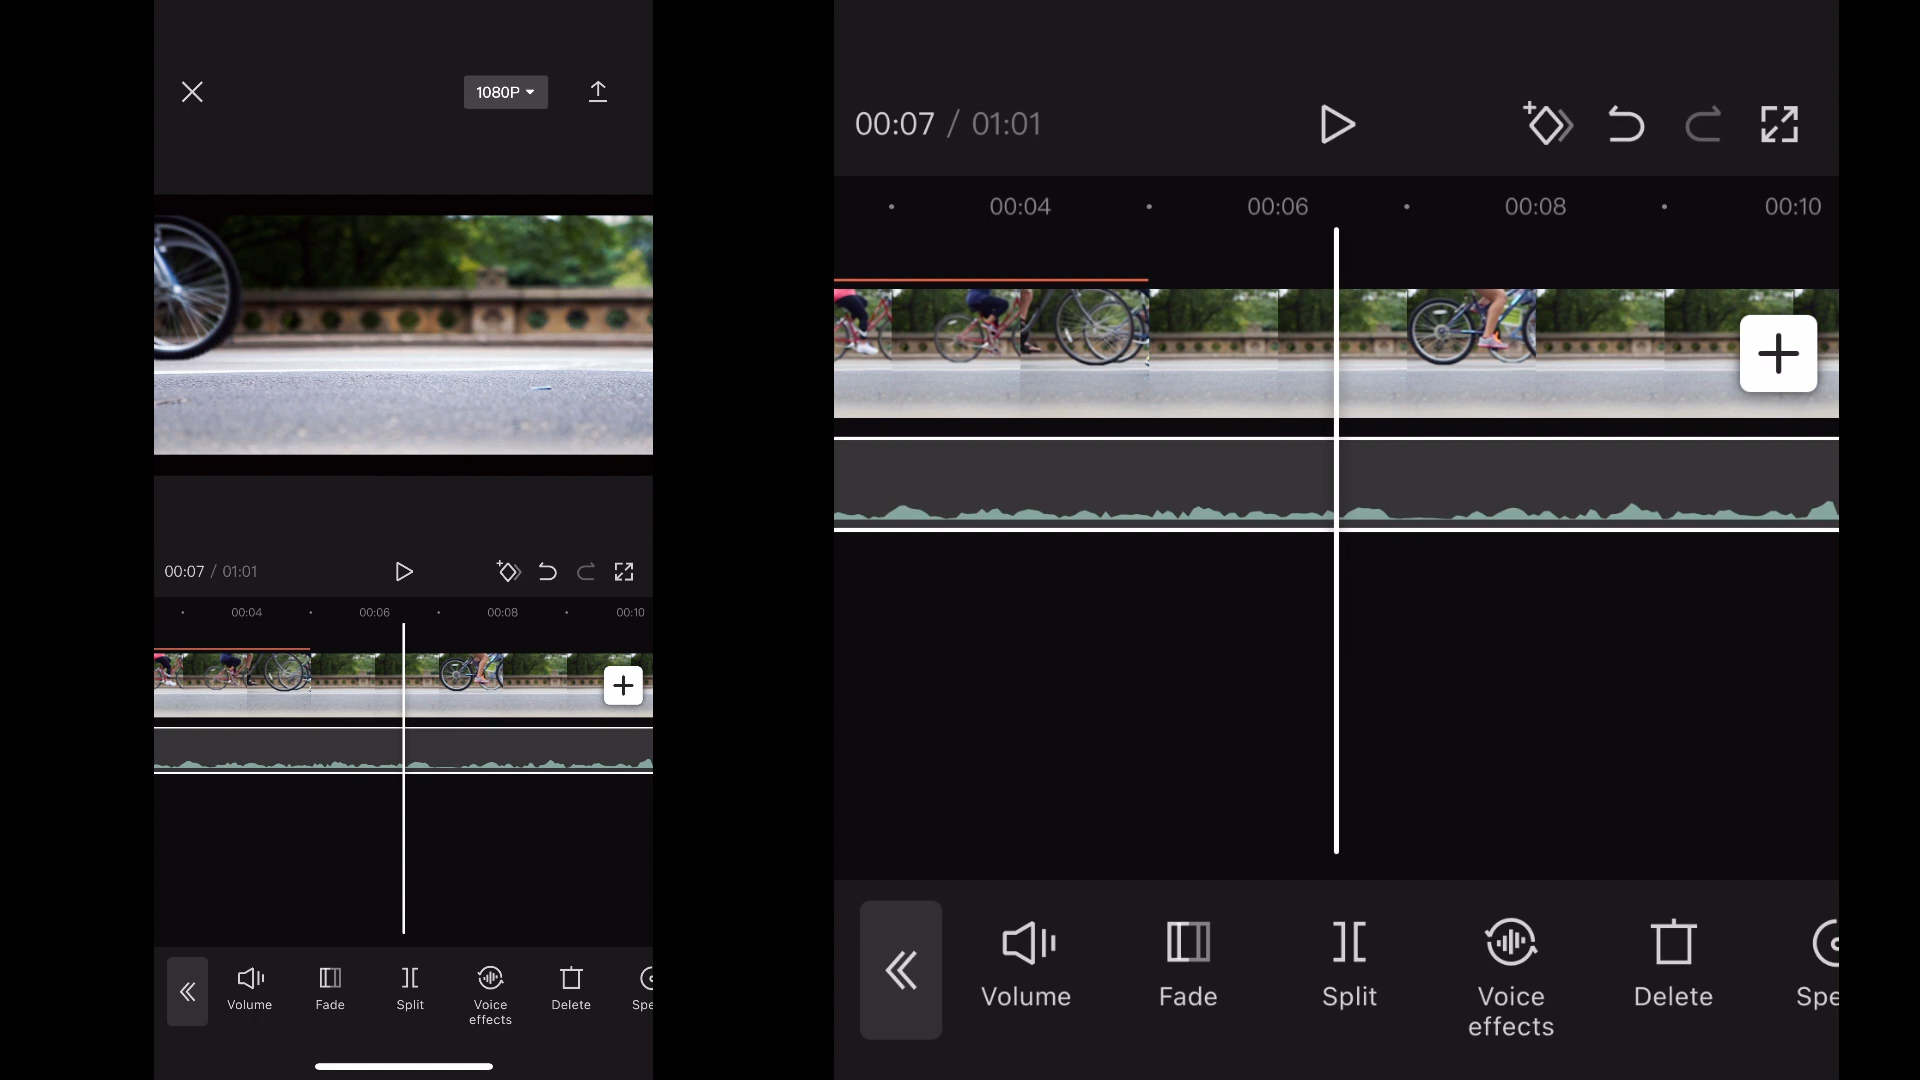 1080P
00:07 / 01:01
00:04
00:06
00:08
00:10
Volume
Fade
Split
Voice
effects
Delete
Spe
00:07 / 01:01
00:04
00:06
00:08
00:10
Volume
Fade
Split
Voice
effects
Delete
Spe